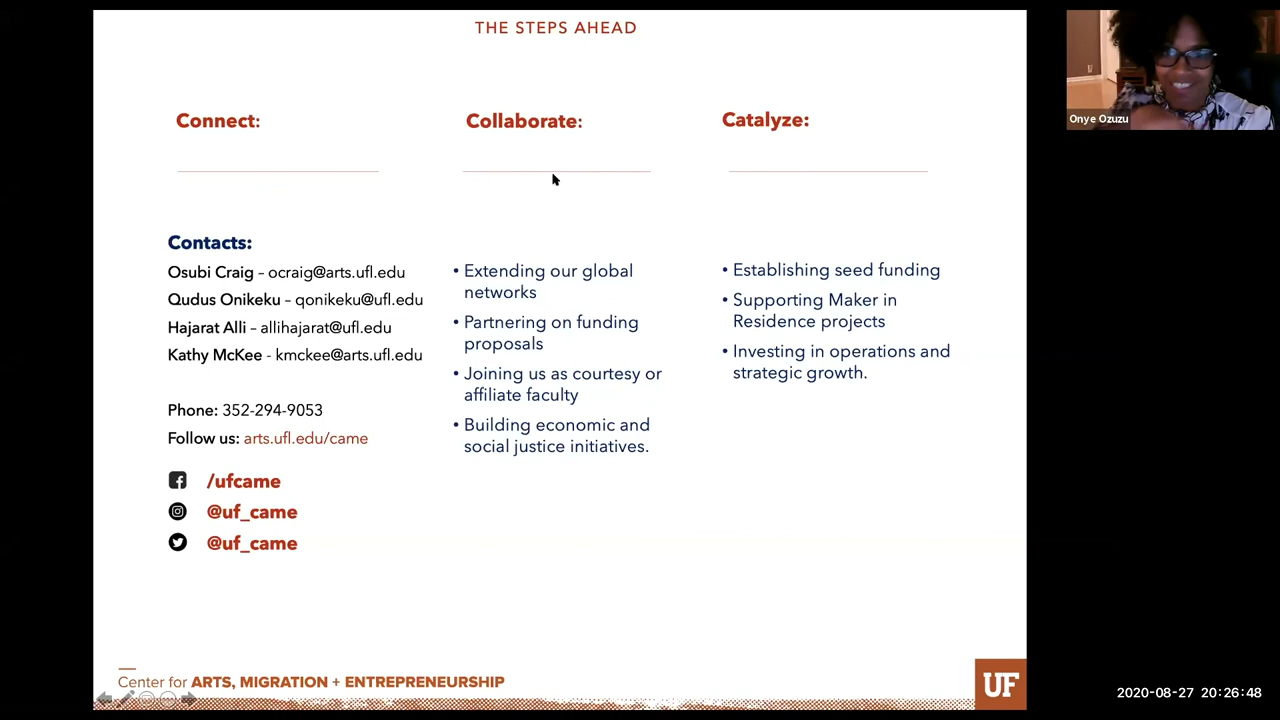 THE STEPS AHEAD
Connect:
Collaborate:
Catalyze:
Contacts:
Osubi Craig – ocraig@arts.ufl.edu
Qudus Onikeku – qonikeku@ufl.edu
Hajarat Alli – allihajarat@ufl.edu
Kathy McKee - kmckee@arts.ufl.edu
Phone: 352-294-9053
Follow us: arts.ufl.edu/came
/ufcame
@uf_came
@uf_came
• Extending our global
networks
• Partnering on funding
proposals
• Joining us as courtesy or
affiliate faculty
• Building economic and
social justice initiatives.
• Establishing seed funding
• Supporting Maker in
Residence projects
• Investing in operations and
strategic growth.
Center for ARTS, MIGRATION + ENTREPRENEURSHIP
UF
Onye Ozuzu
2020-08-27 20:26:48